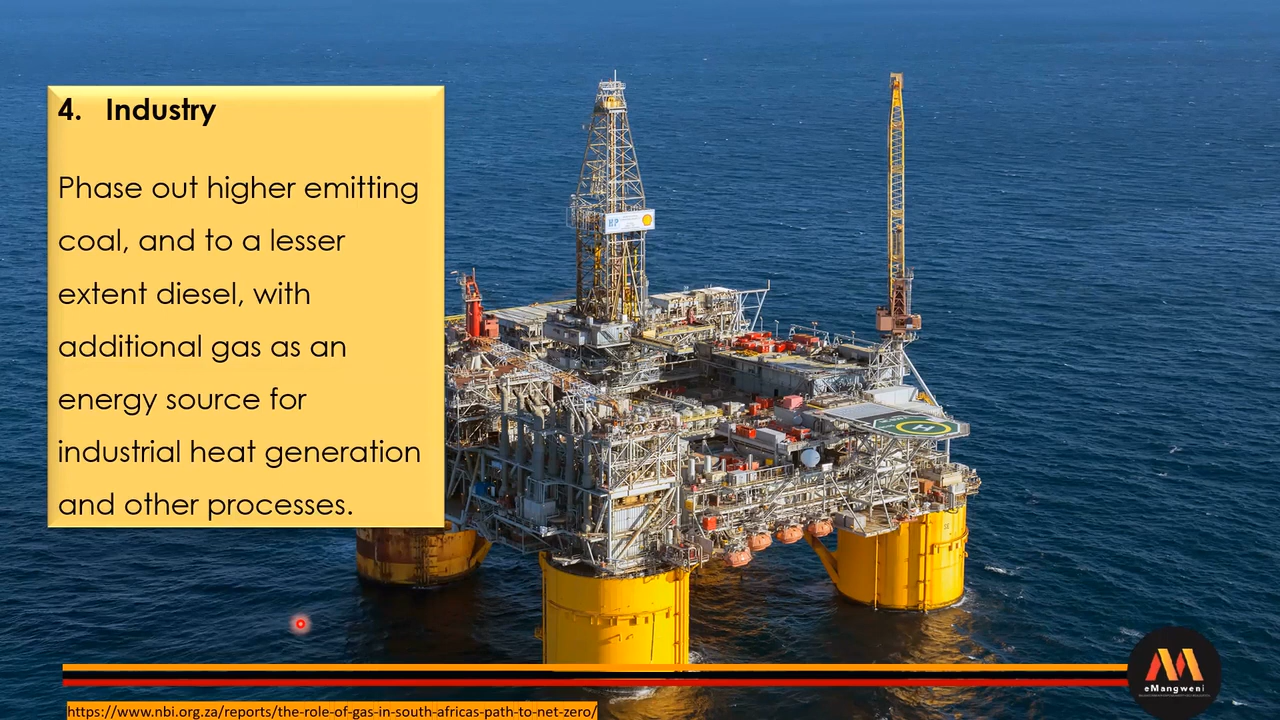 4. Industry
Phase out higher emitting
coal, and to a lesser
extent diesel, with
additional gas as an
energy source for
industrial heat generation
and other processes.
HP
H
eMangweni
https://www.nbi.org.za/reports/the-role-of-gas-in-south-africas-path-to-net-zero/